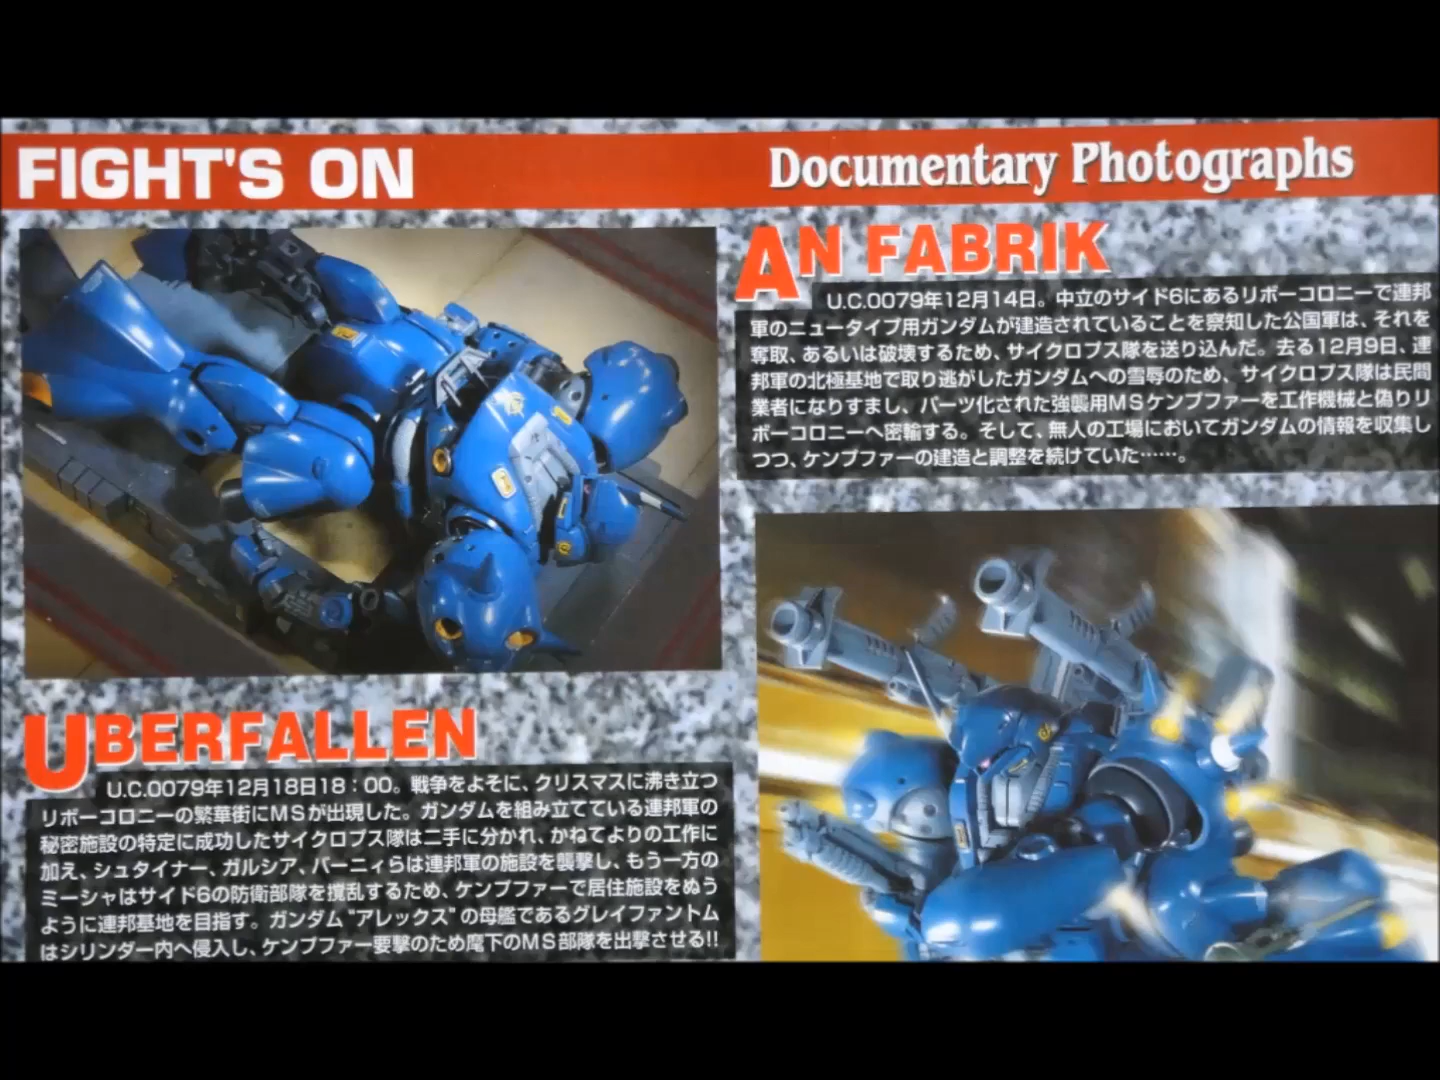 FIGHT'S ON
Documentary Photographs
AN FABRIK
U.C.0079年12月14日。中立のサイド6にあるリボーコロニーで連邦
軍のニュータイプ用ガンダムが建造されていることを察知した公国軍は、それを
奪取、あるいは破壊するため、サイクロプス隊を送り込んだ。去る12月9日、連
邦軍の北極基地で取り逃がしたガンダムへの雪辱のため、サイクロプス隊は民間
業者になりすまし、パーツ化された強襲用MSケンプファーを工作機械と偽りリ
ボーコロニーへ密輸する。そして、無人の工場においてガンダムの情報を収集し
つつ、ケンプファーの建造と調整を続けていた……。
UBERFALLEN
U.C.0079年12月18日18：00。戦争をよそに、クリスマスに沸き立つ
リボーコロニーの繁華街にMSが出現した。ガンダムを組み立てている連邦軍の
秘密施設の特定に成功したサイクロプス隊は二手に分かれ、かねてよりの工作に
加え、シュタイナー、ガルシア、バーニィらは連邦軍の施設を襲撃し、もう一方の
ミーシャはサイド6の防衛部隊を撹乱するため、ケンプファーで居住施設をぬう
ように連邦基地を目指す。ガンダム"アレックス"の母艦であるグレイファントム
はシリンダー内へ侵入し、ケンプファー要撃のため麾下のMS部隊を出撃させる!!